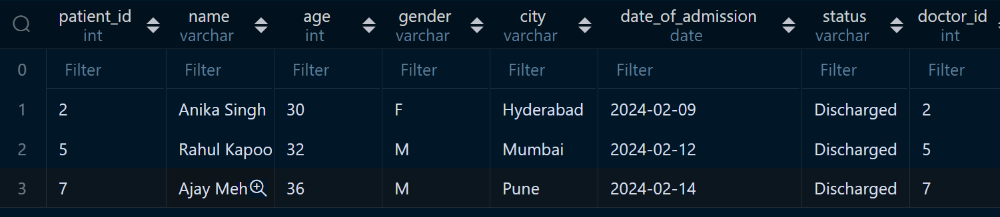 patient_id name age gender city date_of_admission status doctor_id
int varchar int varchar varchar date varchar int
0 Filter Filter Filter Filter Filter Filter Filter Filter
1 2 Anika Singh 30 F Hyderabad 2024-02-09 Discharged 2
2 5 Rahul Kapoo 32 M Mumbai 2024-02-12 Discharged 5
3 7 Ajay Meh 36 M Pune 2024-02-14 Discharged 7